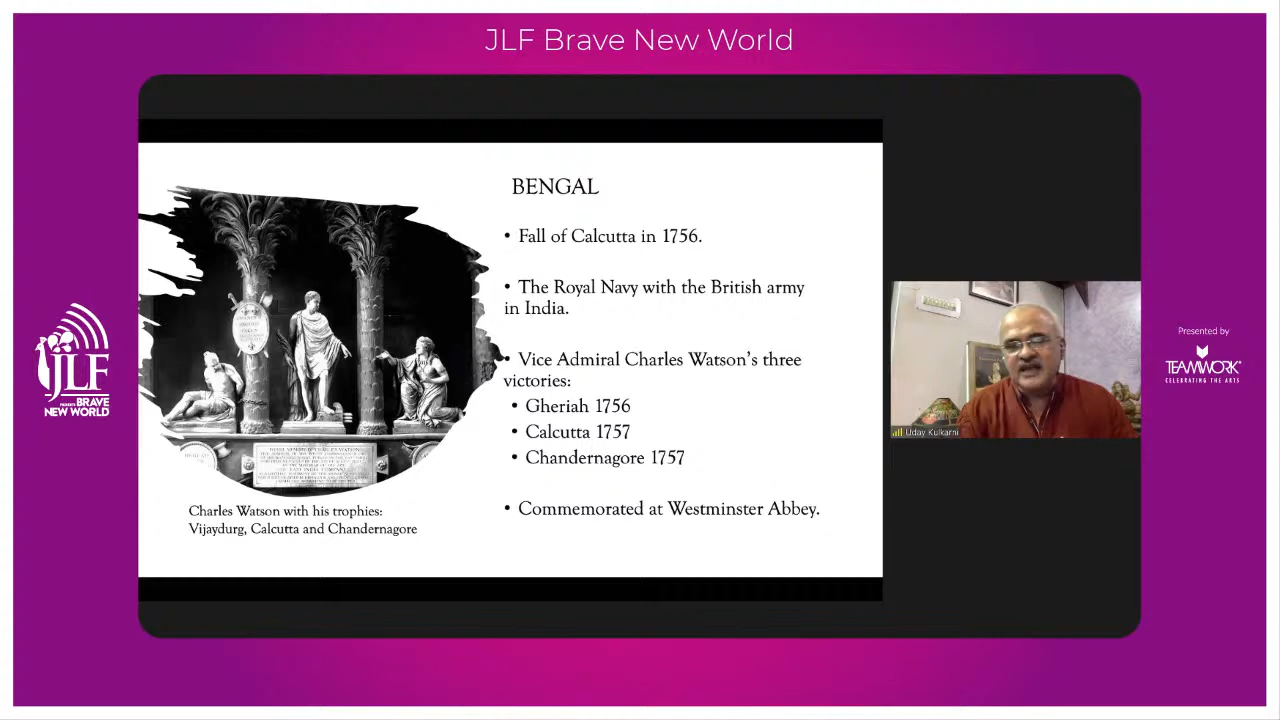 JLF Brave New World
BENGAL
• Fall of Calcutta in 1756.
• The Royal Navy with the British army
in India.
• Vice Admiral Charles Watson's three
victories:
• Gheriah 1756
• Calcutta 1757
• Chandernagore 1757
• Commemorated at Westminster Abbey.
Charles Watson with his trophies:
Vijaydurg, Calcutta and Chandernagore
Uday Kulkarni
JLF
PRESENTS BRAVE
NEW WORLD
Presented by
TEAMWORK
CELEBRATING THE ARTS